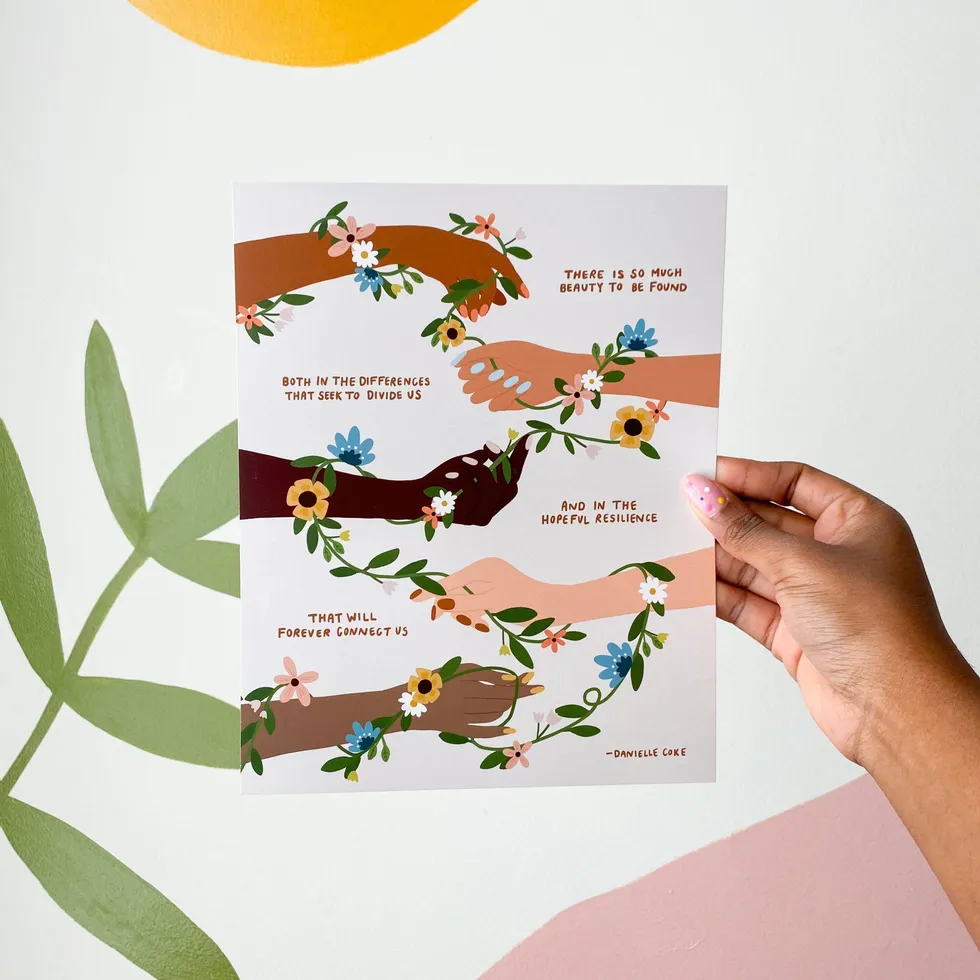 THERE IS SO MUCH
BEAUTY TO BE FOUND
BOTH IN THE DIFFERENCES
THAT SEEK TO DIVIDE US
AND IN THE
HOPEFUL RESILIENCE
THAT WILL
FOREVER CONNECT US
-DANIELLE COKE